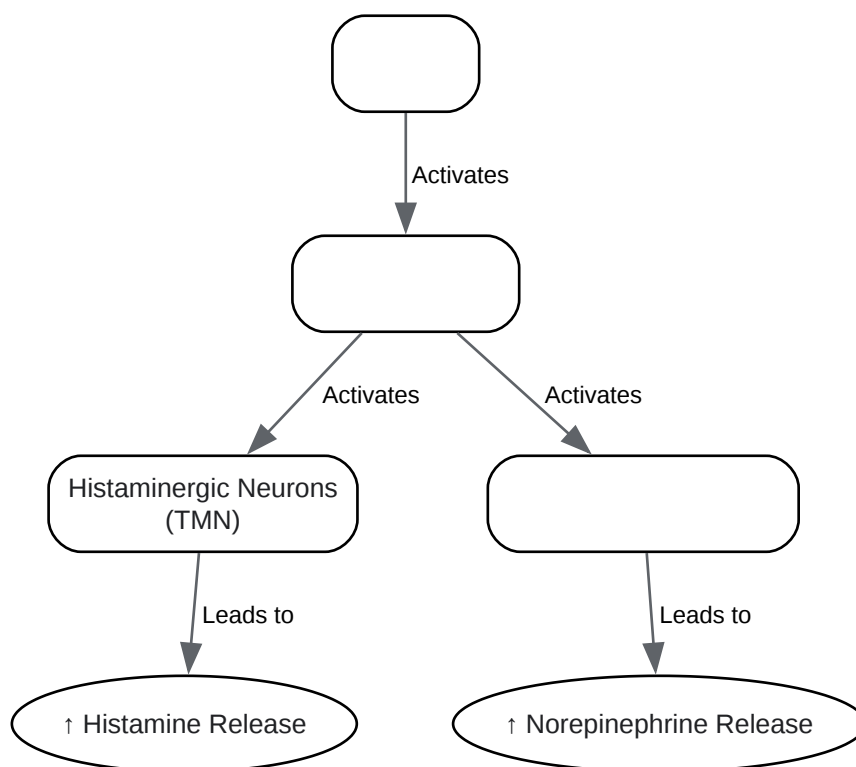 Activates
Activates
Activates
Histaminergic Neurons
(TMN)
Leads to
Leads to
↑ Histamine Release
↑ Norepinephrine Release